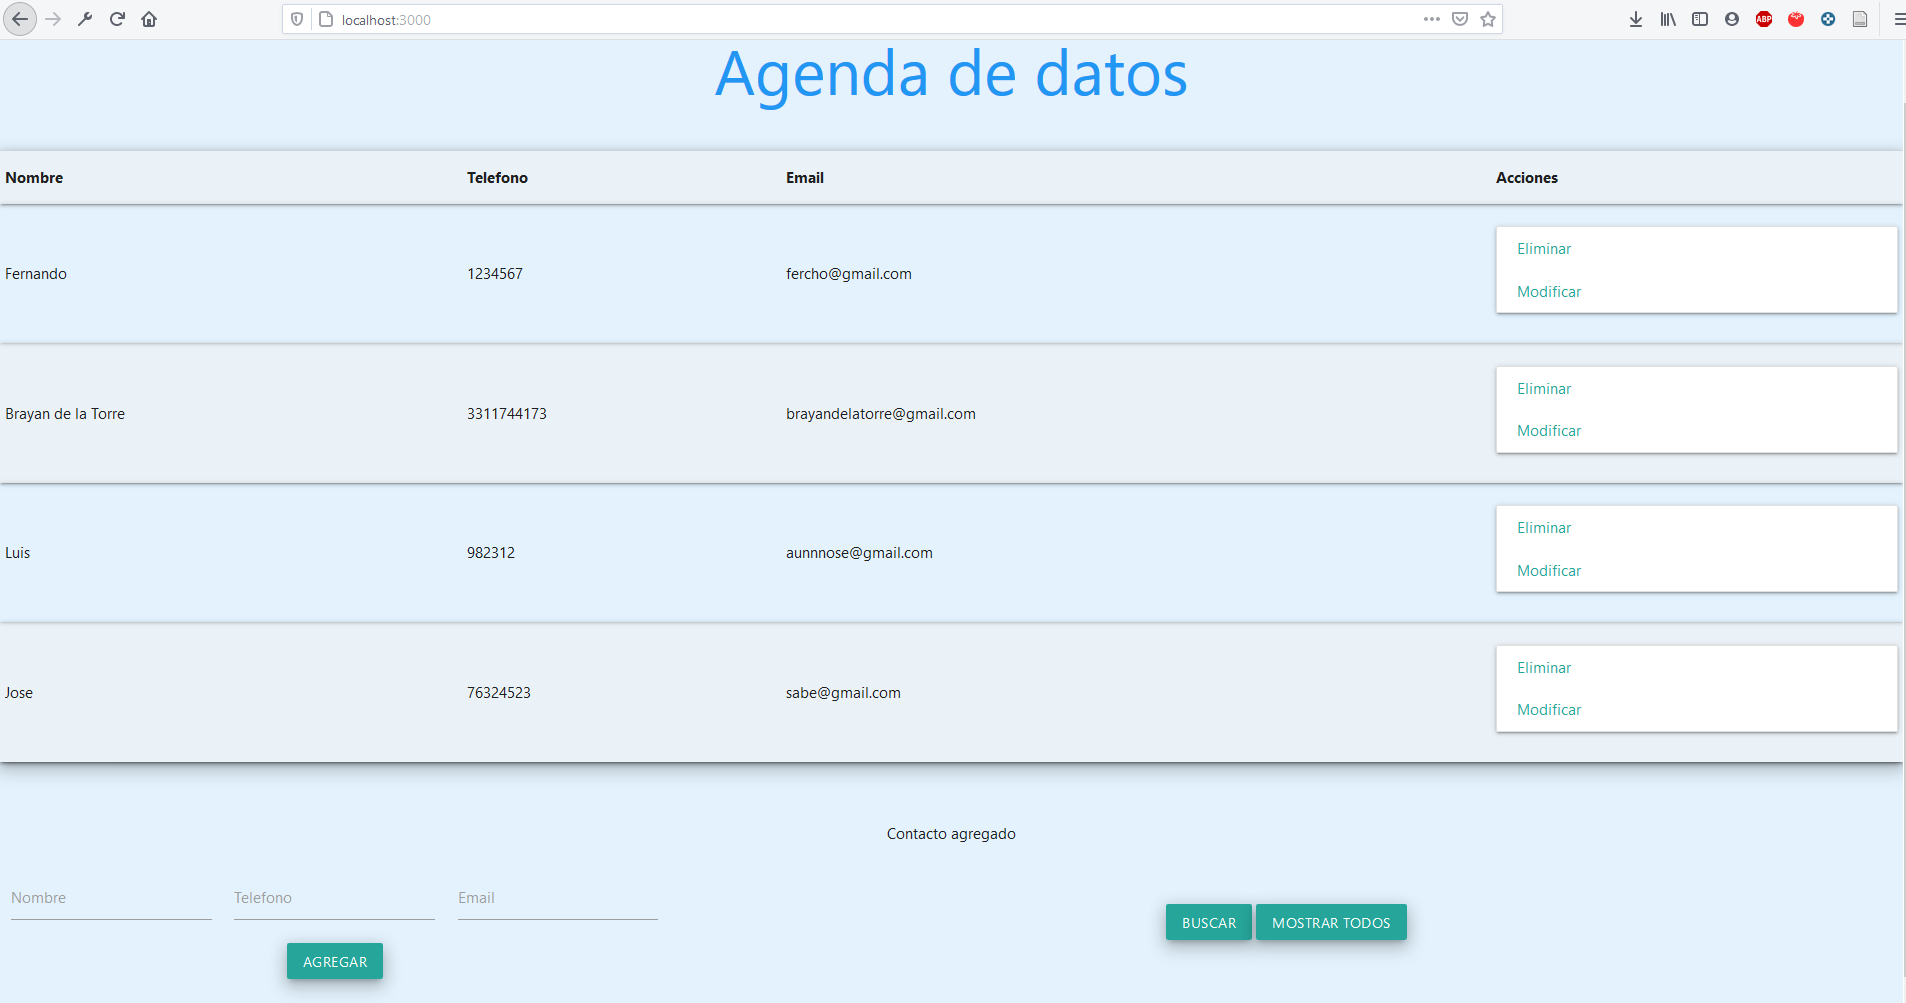 localhost:3000
ABP
Agenda de datos
Nombre Telefono Email Acciones
Eliminar
Fernando 1234567 fercho@gmail.com
Modificar
Eliminar
Brayan de la Torre 3311744173 brayandelatorre@gmail.com
Modificar
Eliminar
Luis 982312 aunnnose@gmail.com
Modificar
Eliminar
Jose 76324523 sabe@gmail.com
Modificar
Contacto agregado
Nombre Telefono Email
BUSCAR MOSTRAR TODOS
AGREGAR